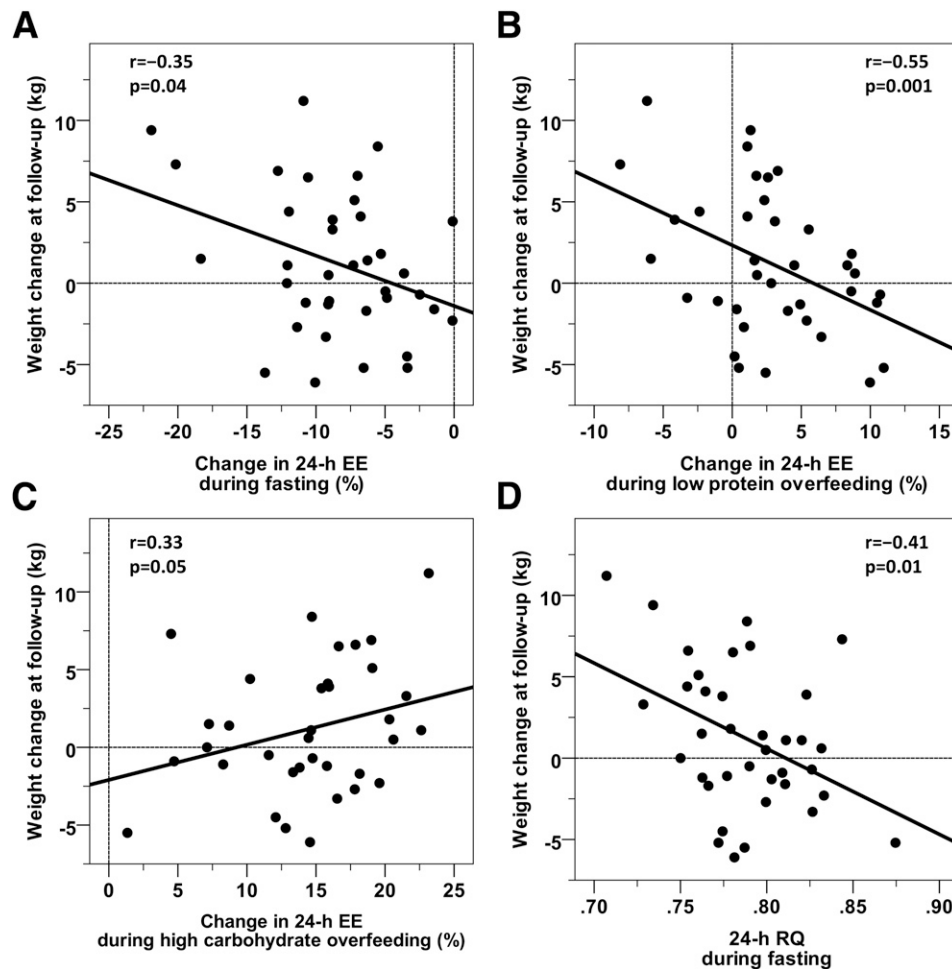 A
r=−0.35
p=0.04
Weight change at follow-up (kg)
10
5
0
-5
-25 -20 -15 -10 -5 0
Change in 24-h EE
during fasting (%)
B
r=−0.55
p=0.001
Weight change at follow-up (kg)
10
5
0
-5
-10 -5 0 5 10 15
Change in 24-h EE
during low protein overfeeding (%)
C
r=0.33
p=0.05
Weight change at follow-up (kg)
10
5
0
-5
0 5 10 15 20 25
Change in 24-h EE
during high carbohydrate overfeeding (%)
D
r=−0.41
p=0.01
Weight change at follow-up (kg)
10
5
0
-5
.70 .75 .80 .85 .90
24-h RQ
during fasting